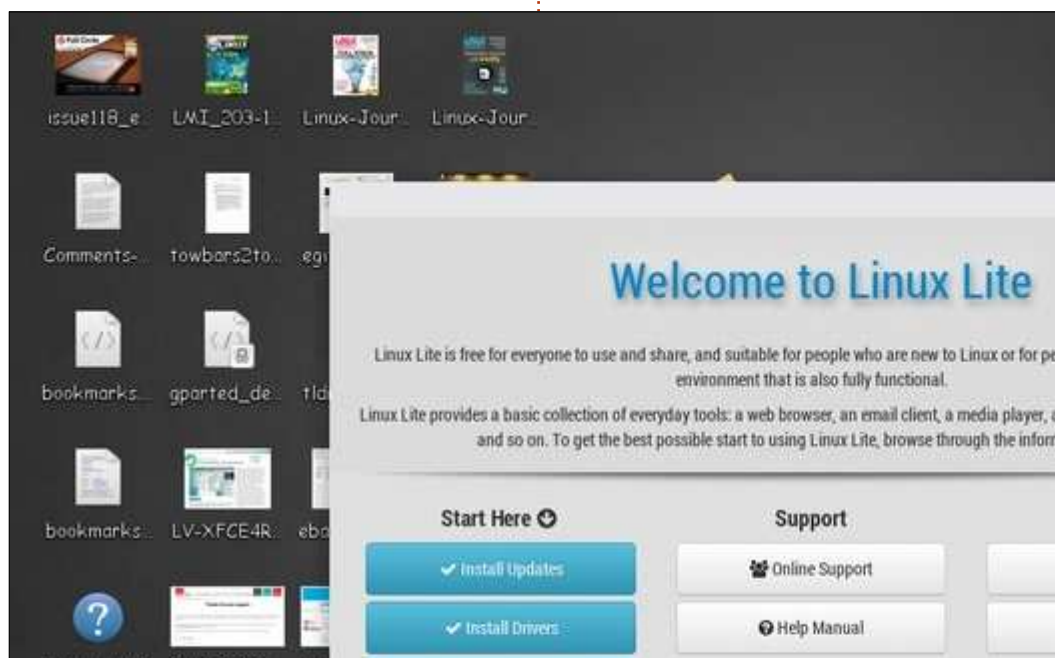 issue118_e...
LMI_203-1...
Linux-Jour...
Linux-Jour...
Comments-...
towbars2to...
bookmarks...
gparted_de...
bookmarks...
LV-XFCE4R...
Welcome to Linux Lite
Linux Lite is free for everyone to use and share, and suitable for people who are new to Linux or for
environment that is also fully functional.
Linux Lite provides a basic collection of everyday tools: a web browser, an email client, a media player,
and so on. To get the best possible start to using Linux Lite, browse through the
Start Here
Support
Install Updates
Online Support
Install Drivers
Help Manual